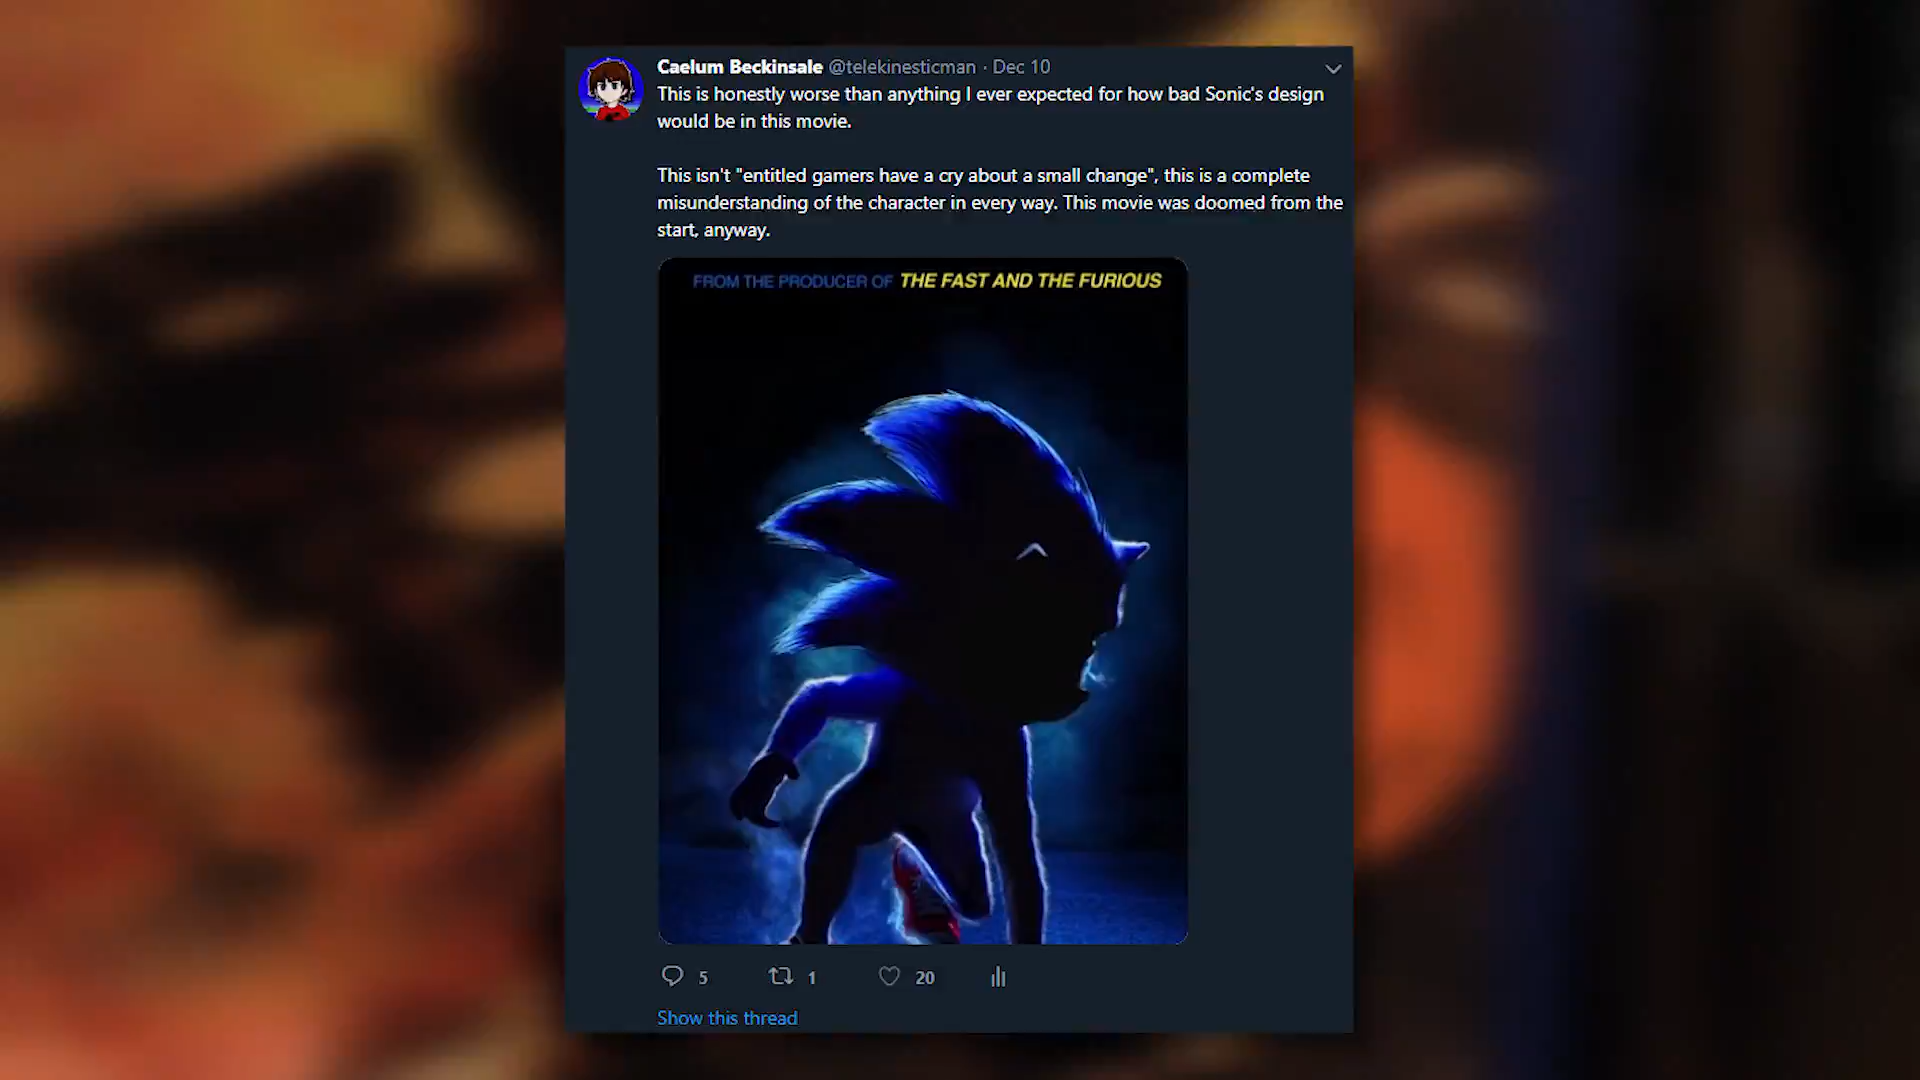 Caelum Beckinsale @telekinesticman · Dec 10
This is honestly worse than anything I ever expected for how bad Sonic's design
would be in this movie.
This isn't "entitled gamers have a cry about a small change", this is a complete
misunderstanding of the character in every way. This movie was doomed from the
start, anyway.
FROM THE PRODUCER OF THE FAST AND THE FURIOUS
5 1 20
Show this thread